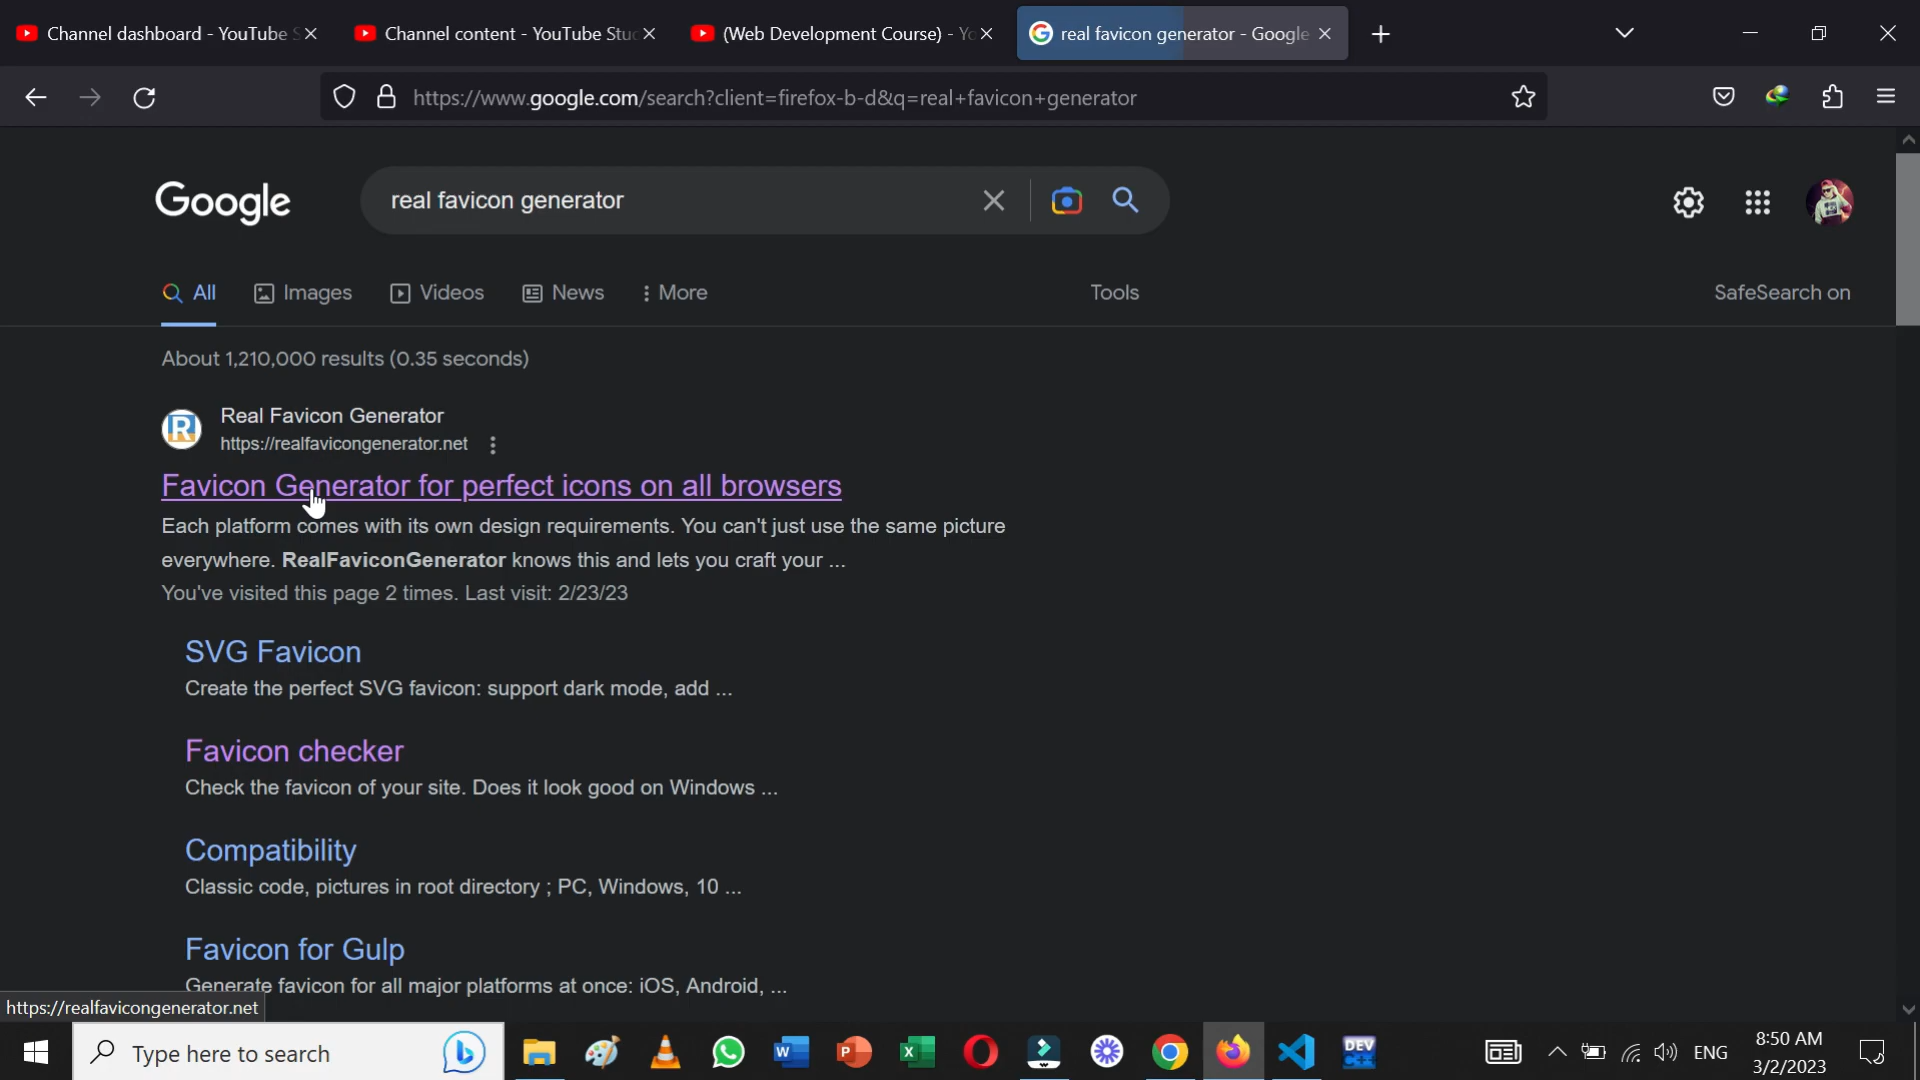 Channel dashboard - YouTube S
Channel content - YouTube Stu
(Web Development Course) - Yo
real favicon generator - Google
https://www.google.com/search?client=firefox-b-d&q=real+favicon+generator
Google
real favicon generator
All
Images
Videos
News
More
Tools
SafeSearch on
About 1,210,000 results (0.35 seconds)
R
Real Favicon Generator
https://realfavicongenerator.net
Favicon Generator for perfect icons on all browsers
Each platform comes with its own design requirements. You can't just use the same picture
everywhere. RealFaviconGenerator knows this and lets you craft your ...
You've visited this page 2 times. Last visit: 2/23/23
SVG Favicon
Create the perfect SVG favicon: support dark mode, add ...
Favicon checker
Check the favicon of your site. Does it look good on Windows ...
Compatibility
Classic code, pictures in root directory ; PC, Windows, 10 ...
Favicon for Gulp
Generate favicon for all major platforms at once: iOS, Android, ...
https://realfavicongenerator.net
Type here to search
W
P
X
DEV
C++
ENG
8:50 AM
3/2/2023